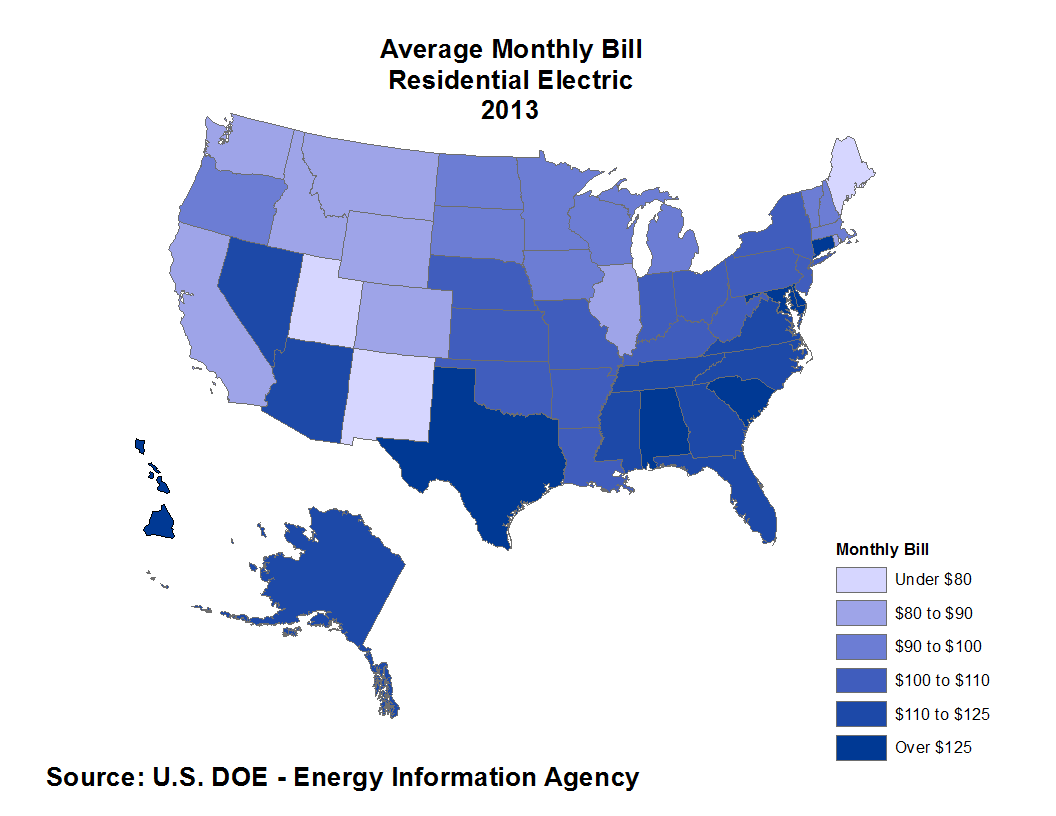 Average Monthly Bill
Residential Electric
2013
Monthly Bill
Under $80
$80 to $90
$90 to $100
$100 to $110
$110 to $125
Over $125
Source: U.S. DOE - Energy Information Agency